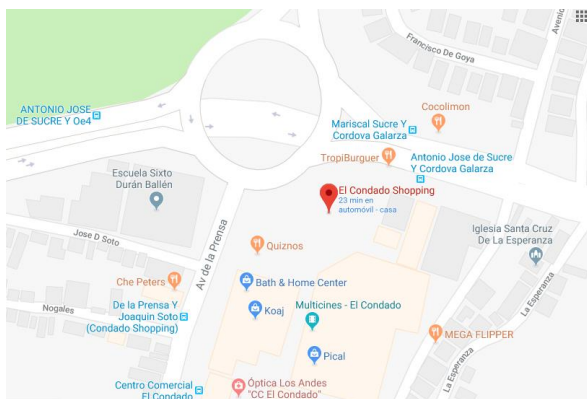 Francisco De Goya
Avenid
Cocolimon
ANTONIO JOSE
DE SUCRE Y Oe4
Mariscal Sucre Y
Cordova Galarza
TropiBurguer
Antonio Jose de Sucre
Y Cordova Galarza
Escuela Sixto
Durán Ballén
El Condado Shopping
23 min en
automóvil - casa
Iglesia Santa Cruz
De La Esperanza
Jose D Soto
Av de la Prensa
Quiznos
Che Peters
Bath & Home Center
La Esperanza
Nogales
De la Prensa Y
Joaquin Soto
(Condado Shopping)
Koaj
Multicines - El Condado
MEGA FLIPPER
Pical
La Esperanza
Centro Comercial
El Condado
Óptica Los Andes
"CC El Condado"